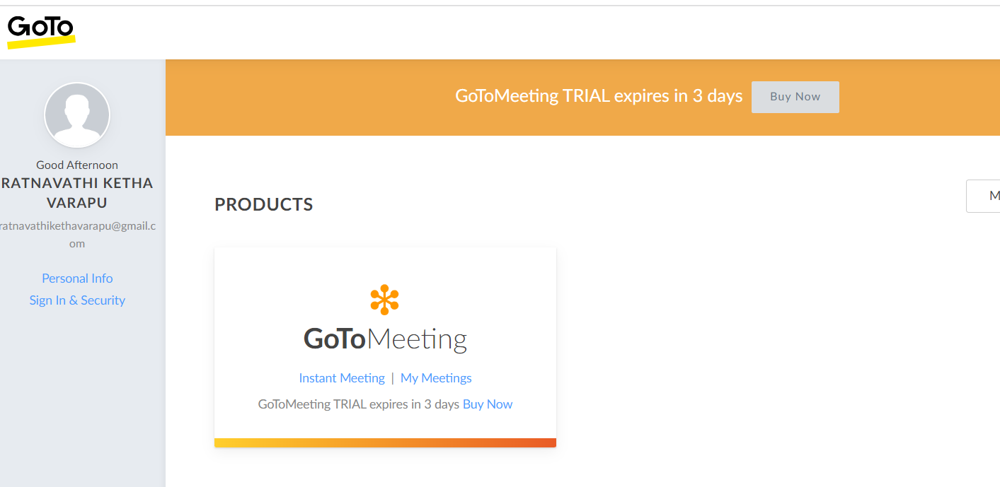 GoTo
GoToMeeting TRIAL expires in 3 days
Buy Now
Good Afternoon
RATNAVATHI KETHA
VARAPU
ratnavathikethavarapu@gmail.c
om
Personal Info
Sign In & Security
PRODUCTS
M
GoToMeeting
Instant Meeting | My Meetings
GoToMeeting TRIAL expires in 3 days Buy Now